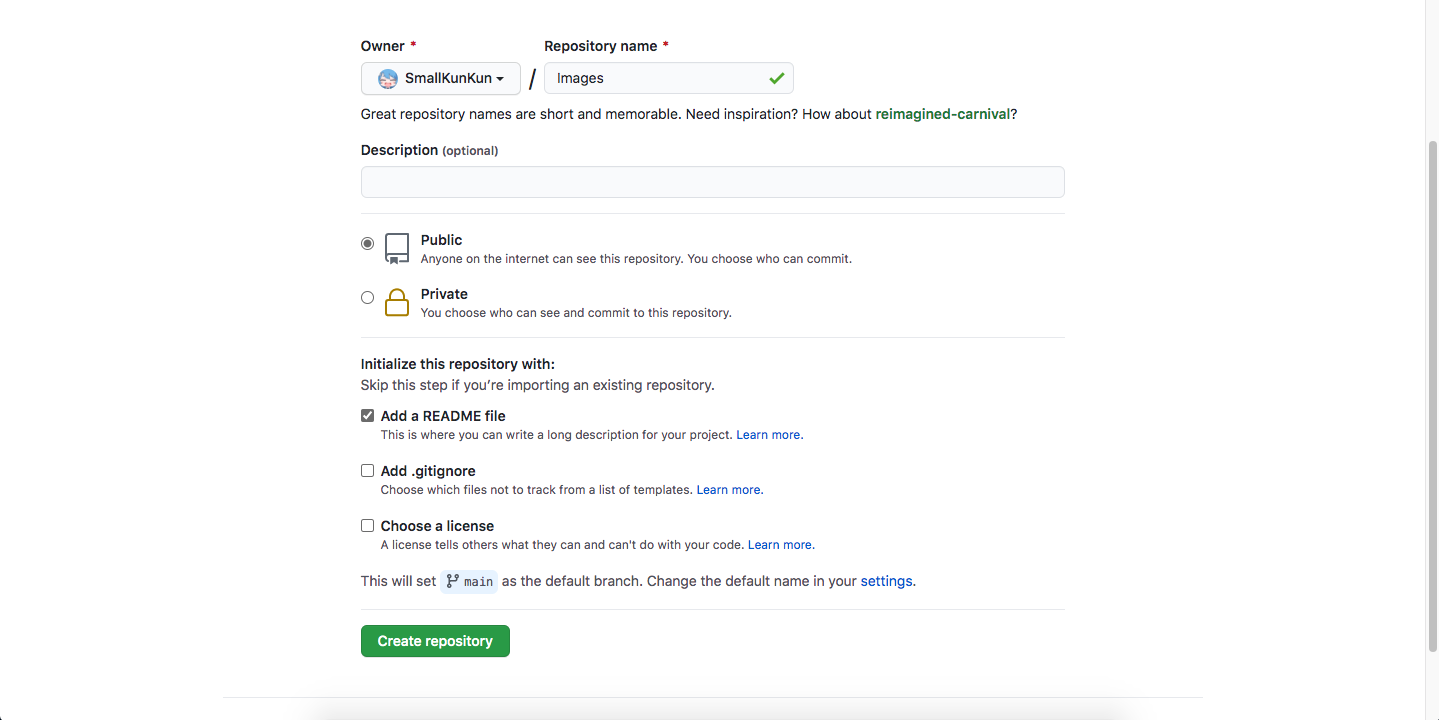 Owner * Repository name *
SmallKunKun / Images
Great repository names are short and memorable. Need inspiration? How about reimagined-carnival?
Description (optional)
Public
Anyone on the internet can see this repository. You choose who can commit.
Private
You choose who can see and commit to this repository.
Initialize this repository with:
Skip this step if you’re importing an existing repository.
Add a README file
This is where you can write a long description for your project. Learn more.
Add .gitignore
Choose which files not to track from a list of templates. Learn more.
Choose a license
A license tells others what they can and can't do with your code. Learn more.
This will set main as the default branch. Change the default name in your settings.
Create repository